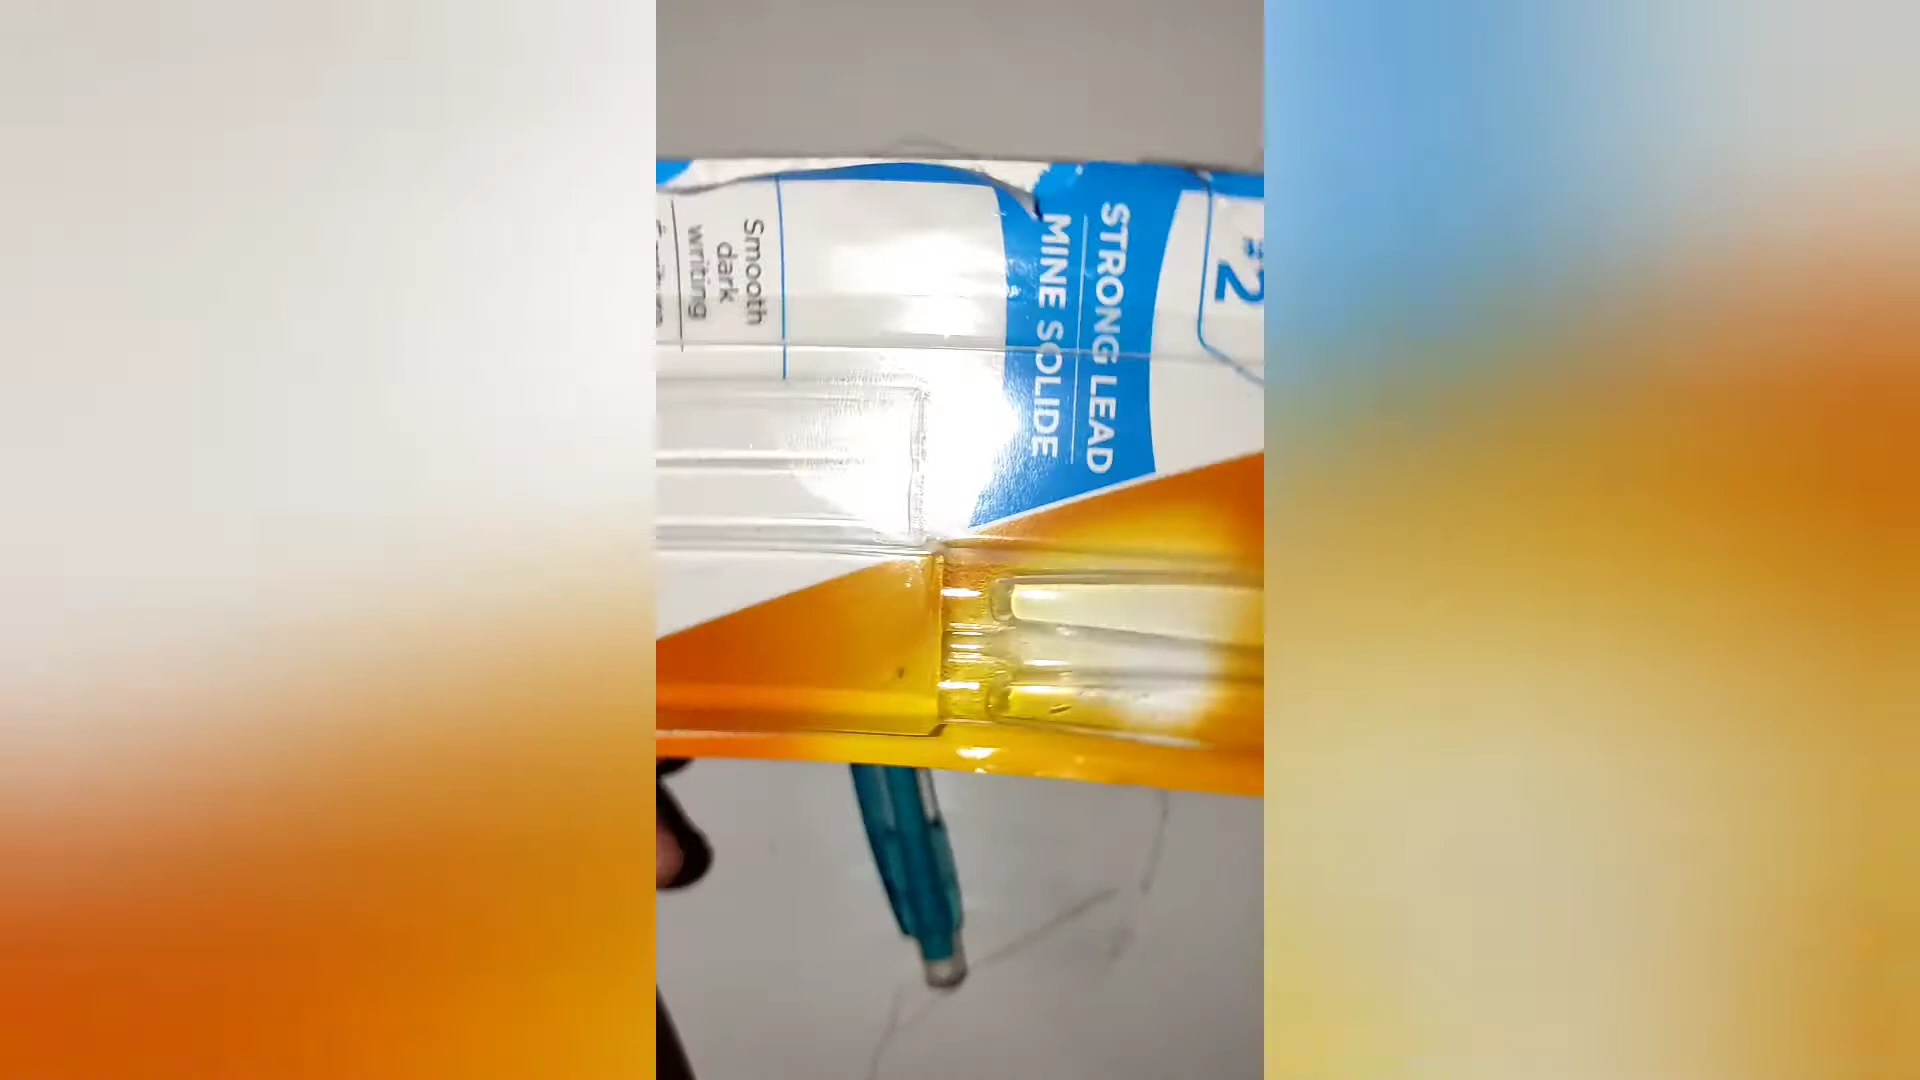 #2
STRONG LEAD
MINE SOLIDE
Smooth
dark
writing